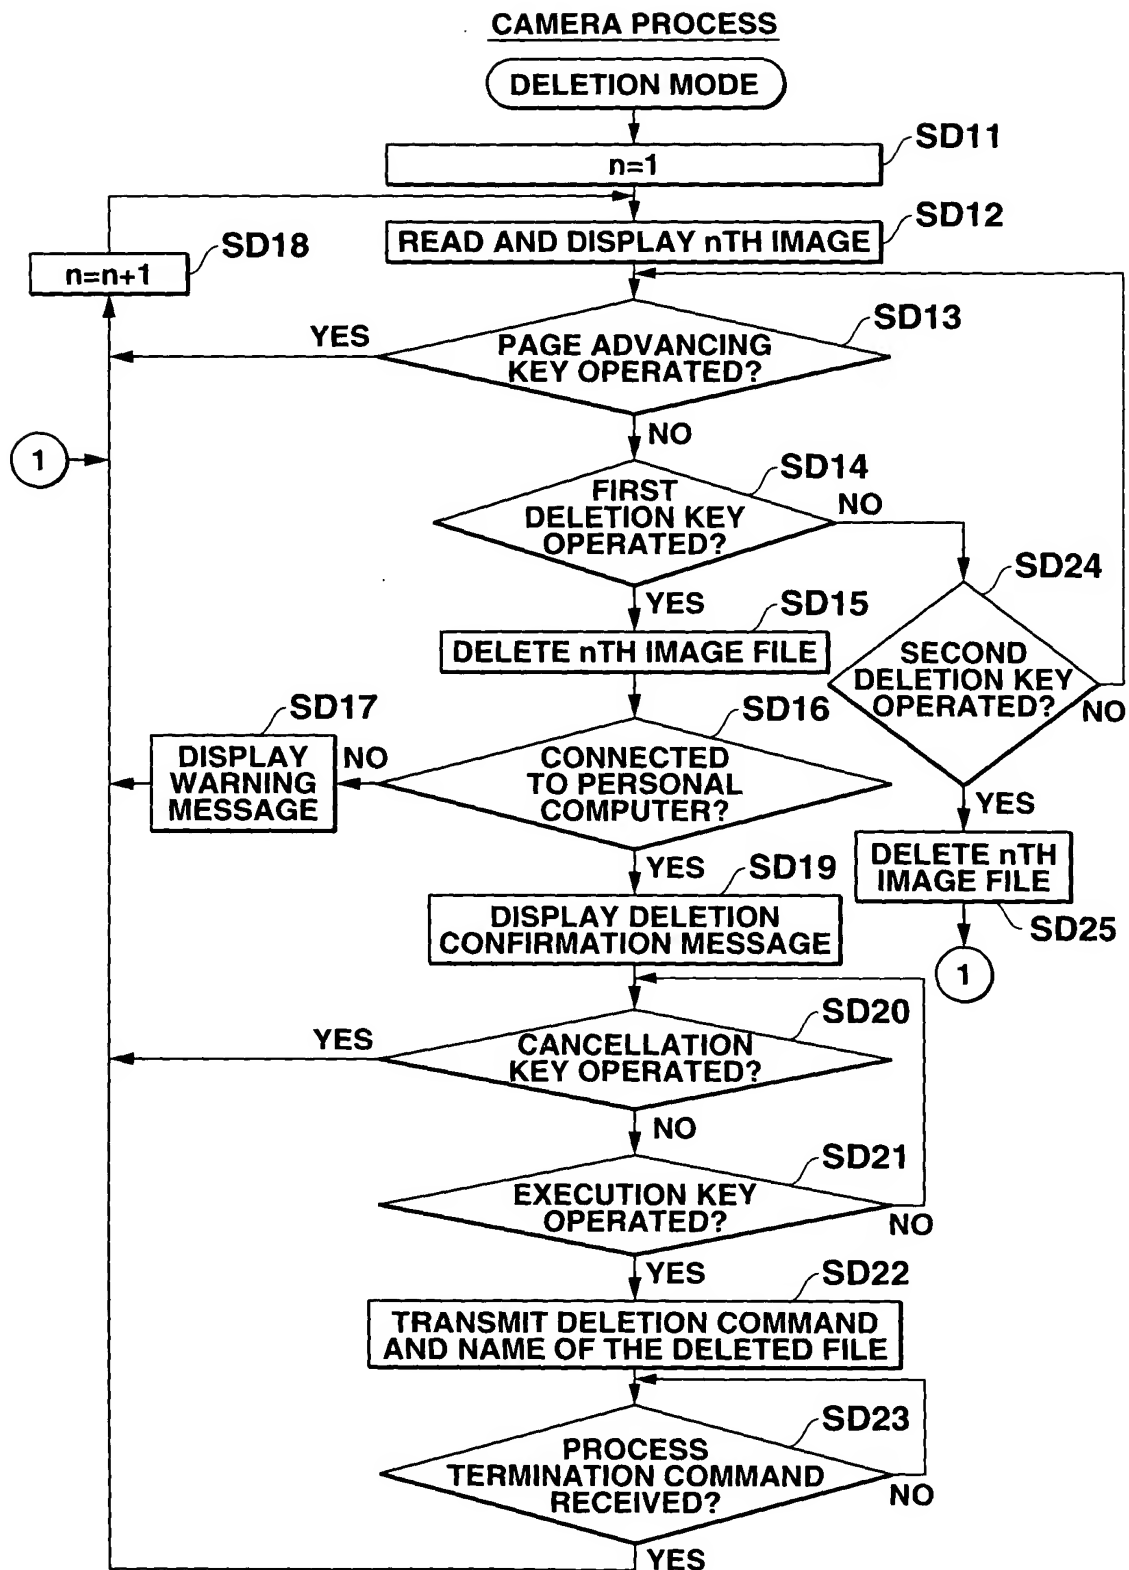 CAMERA PROCESS
DELETION MODE
SD11
n=1
SD12
READ AND DISPLAY nTH IMAGE
SD18
n=n+1
SD13
YES
PAGE ADVANCING
KEY OPERATED?
NO
1
SD14
FIRST
DELETION KEY
OPERATED?
NO
SD24
YES
SD15
DELETE nTH IMAGE FILE
SECOND
DELETION KEY
OPERATED?
NO
SD17
SD16
DISPLAY
WARNING
MESSAGE
NO
CONNECTED
TO PERSONAL
COMPUTER?
YES
YES
DELETE nTH
IMAGE FILE
SD25
1
SD19
DISPLAY DELETION
CONFIRMATION MESSAGE
SD20
YES
CANCELLATION
KEY OPERATED?
NO
SD21
EXECUTION KEY
OPERATED?
NO
YES
SD22
TRANSMIT DELETION COMMAND
AND NAME OF THE DELETED FILE
SD23
PROCESS
TERMINATION COMMAND
RECEIVED?
NO
YES